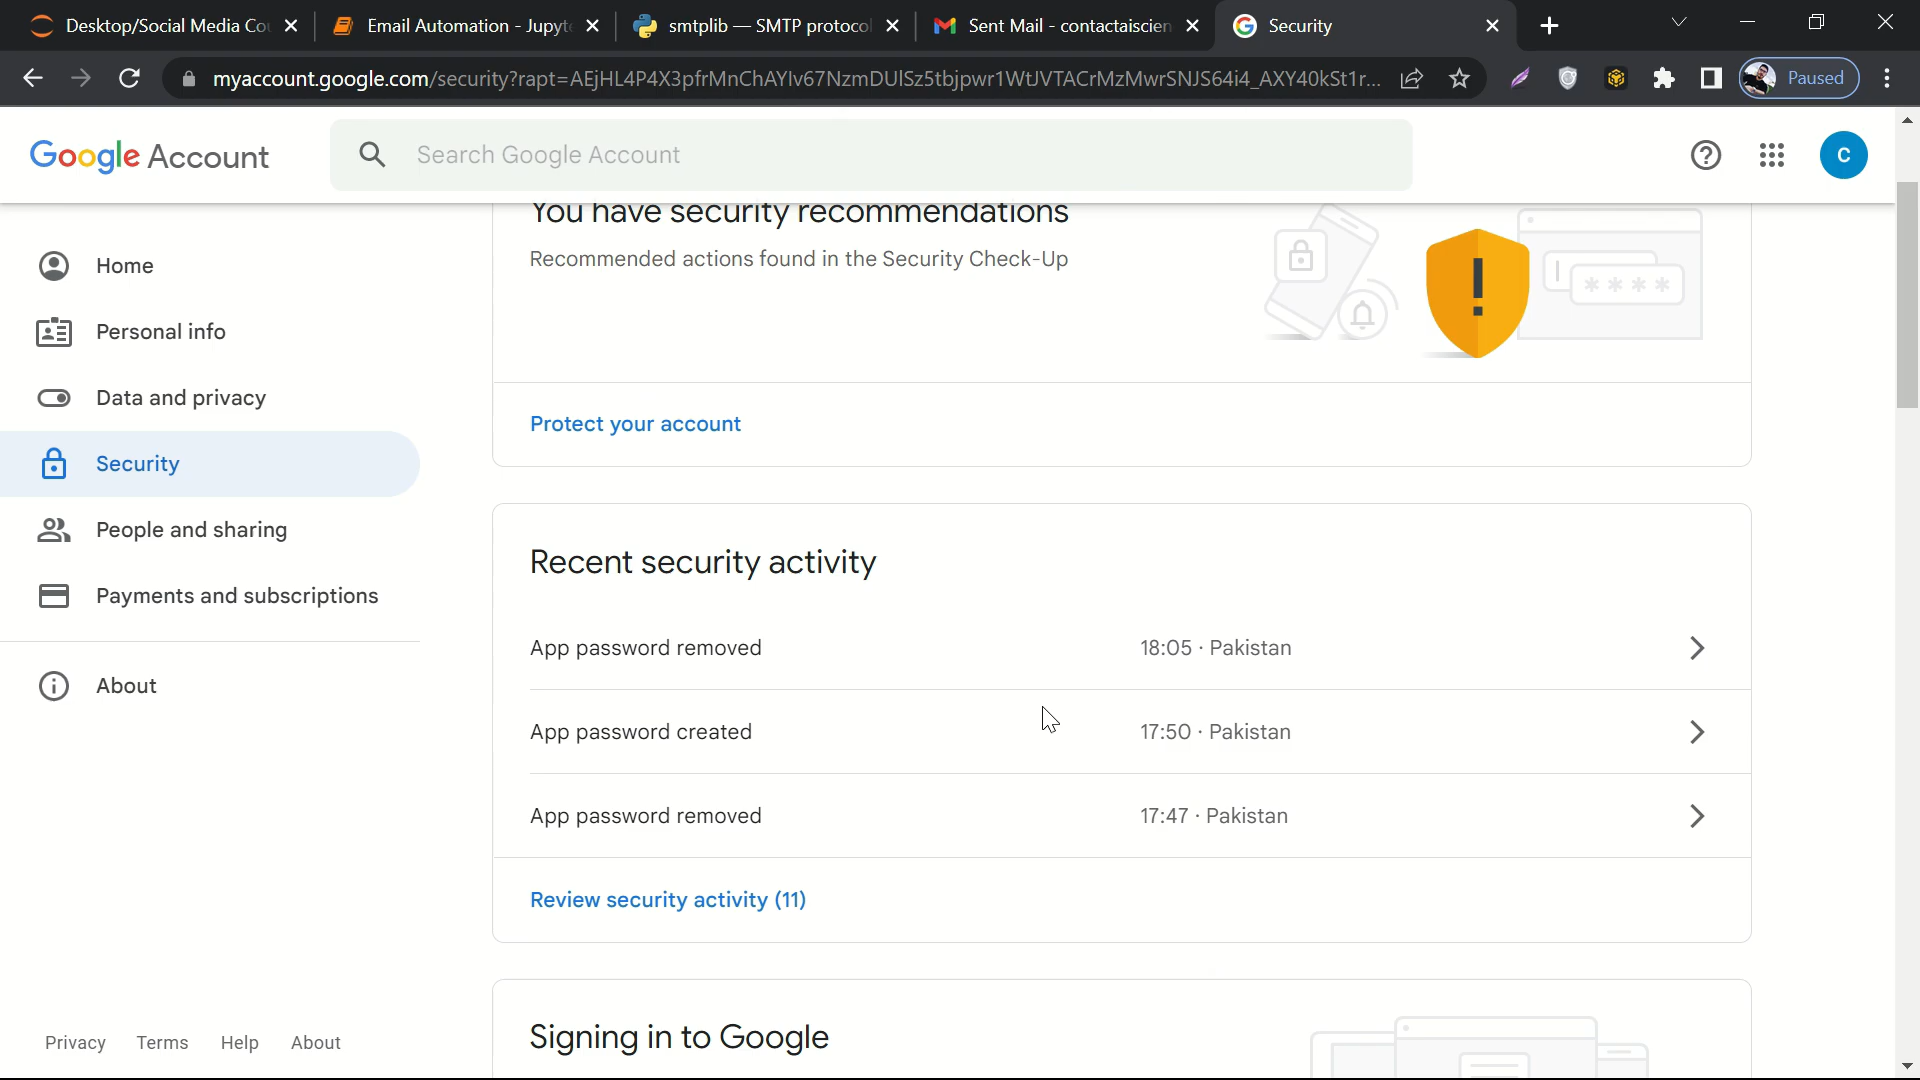 Desktop/Social Media Co
Email Automation - Jupyt
smtplib — SMTP protocol
Sent Mail - contactaiscien
Security
myaccount.google.com/security?rapt=AEjHL4P4X3pfrMnChAYIv67NzmDUlSz5tbjpwr1WtJVTACrMzMwrSNJS64i4_AXY40kSt1r...
Paused
Google Account
Search Google Account
C
You have security recommendations
Recommended actions found in the Security Check-Up
Protect your account
Home
Personal info
Data and privacy
Security
People and sharing
Payments and subscriptions
About
Recent security activity
App password removed 18:05 · Pakistan
App password created 17:50 · Pakistan
App password removed 17:47 · Pakistan
Review security activity (11)
Signing in to Google
Privacy Terms Help About